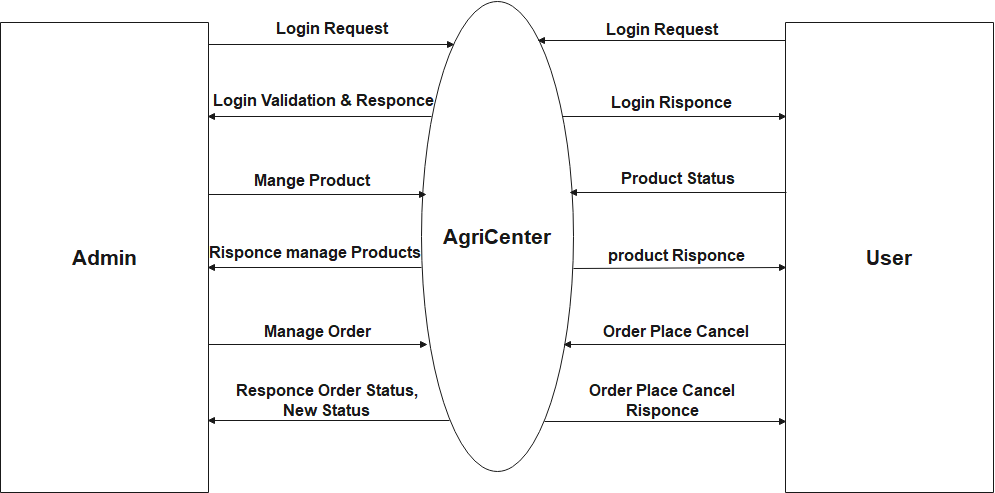 Login Request
Login Request
Login Validation & Responce
Login Risponce
Mange Product
Product Status
AgriCenter
Admin
User
Risponce manage Products
product Risponce
Manage Order
Order Place Cancel
Responce Order Status,
New Status
Order Place Cancel
Risponce